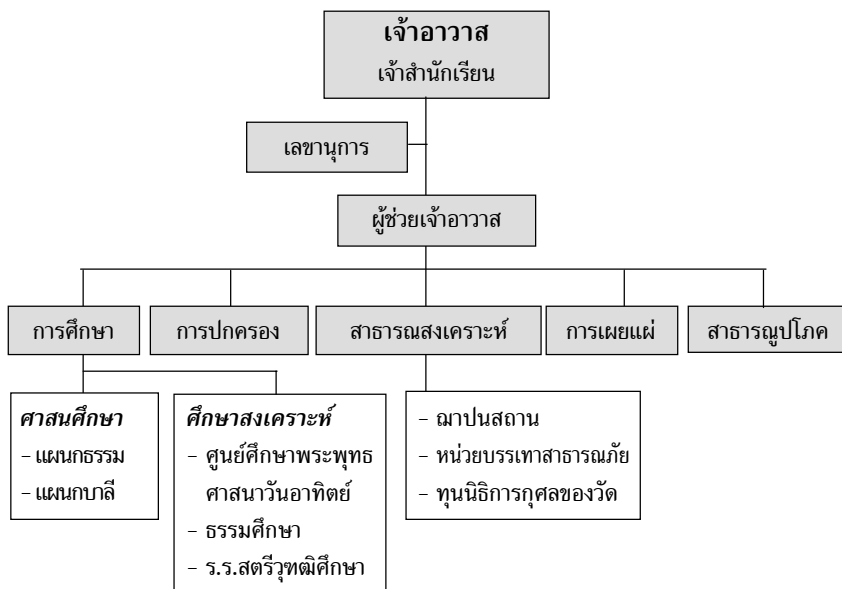 เจ้าอาวาส
เจ้าสำนักเรียน
เลขานุการ
ผู้ช่วยเจ้าอาวาส
การศึกษา
การปกครอง
สาธารณสงเคราะห์
การเผยแผ่
สาธารณูปโภค
ศาสนศึกษา
– แผนกธรรม
– แผนกบาลี
ศึกษาสงเคราะห์
– ศูนย์ศึกษาพระพุทธ
ศาสนาวันอาทิตย์
– ธรรมศึกษา
– ร.ร.สตรีวุฑฒิศึกษา
– ฌาปนสถาน
– หน่วยบรรเทาสาธารณภัย
– ทุนนิธิการกุศลของวัด